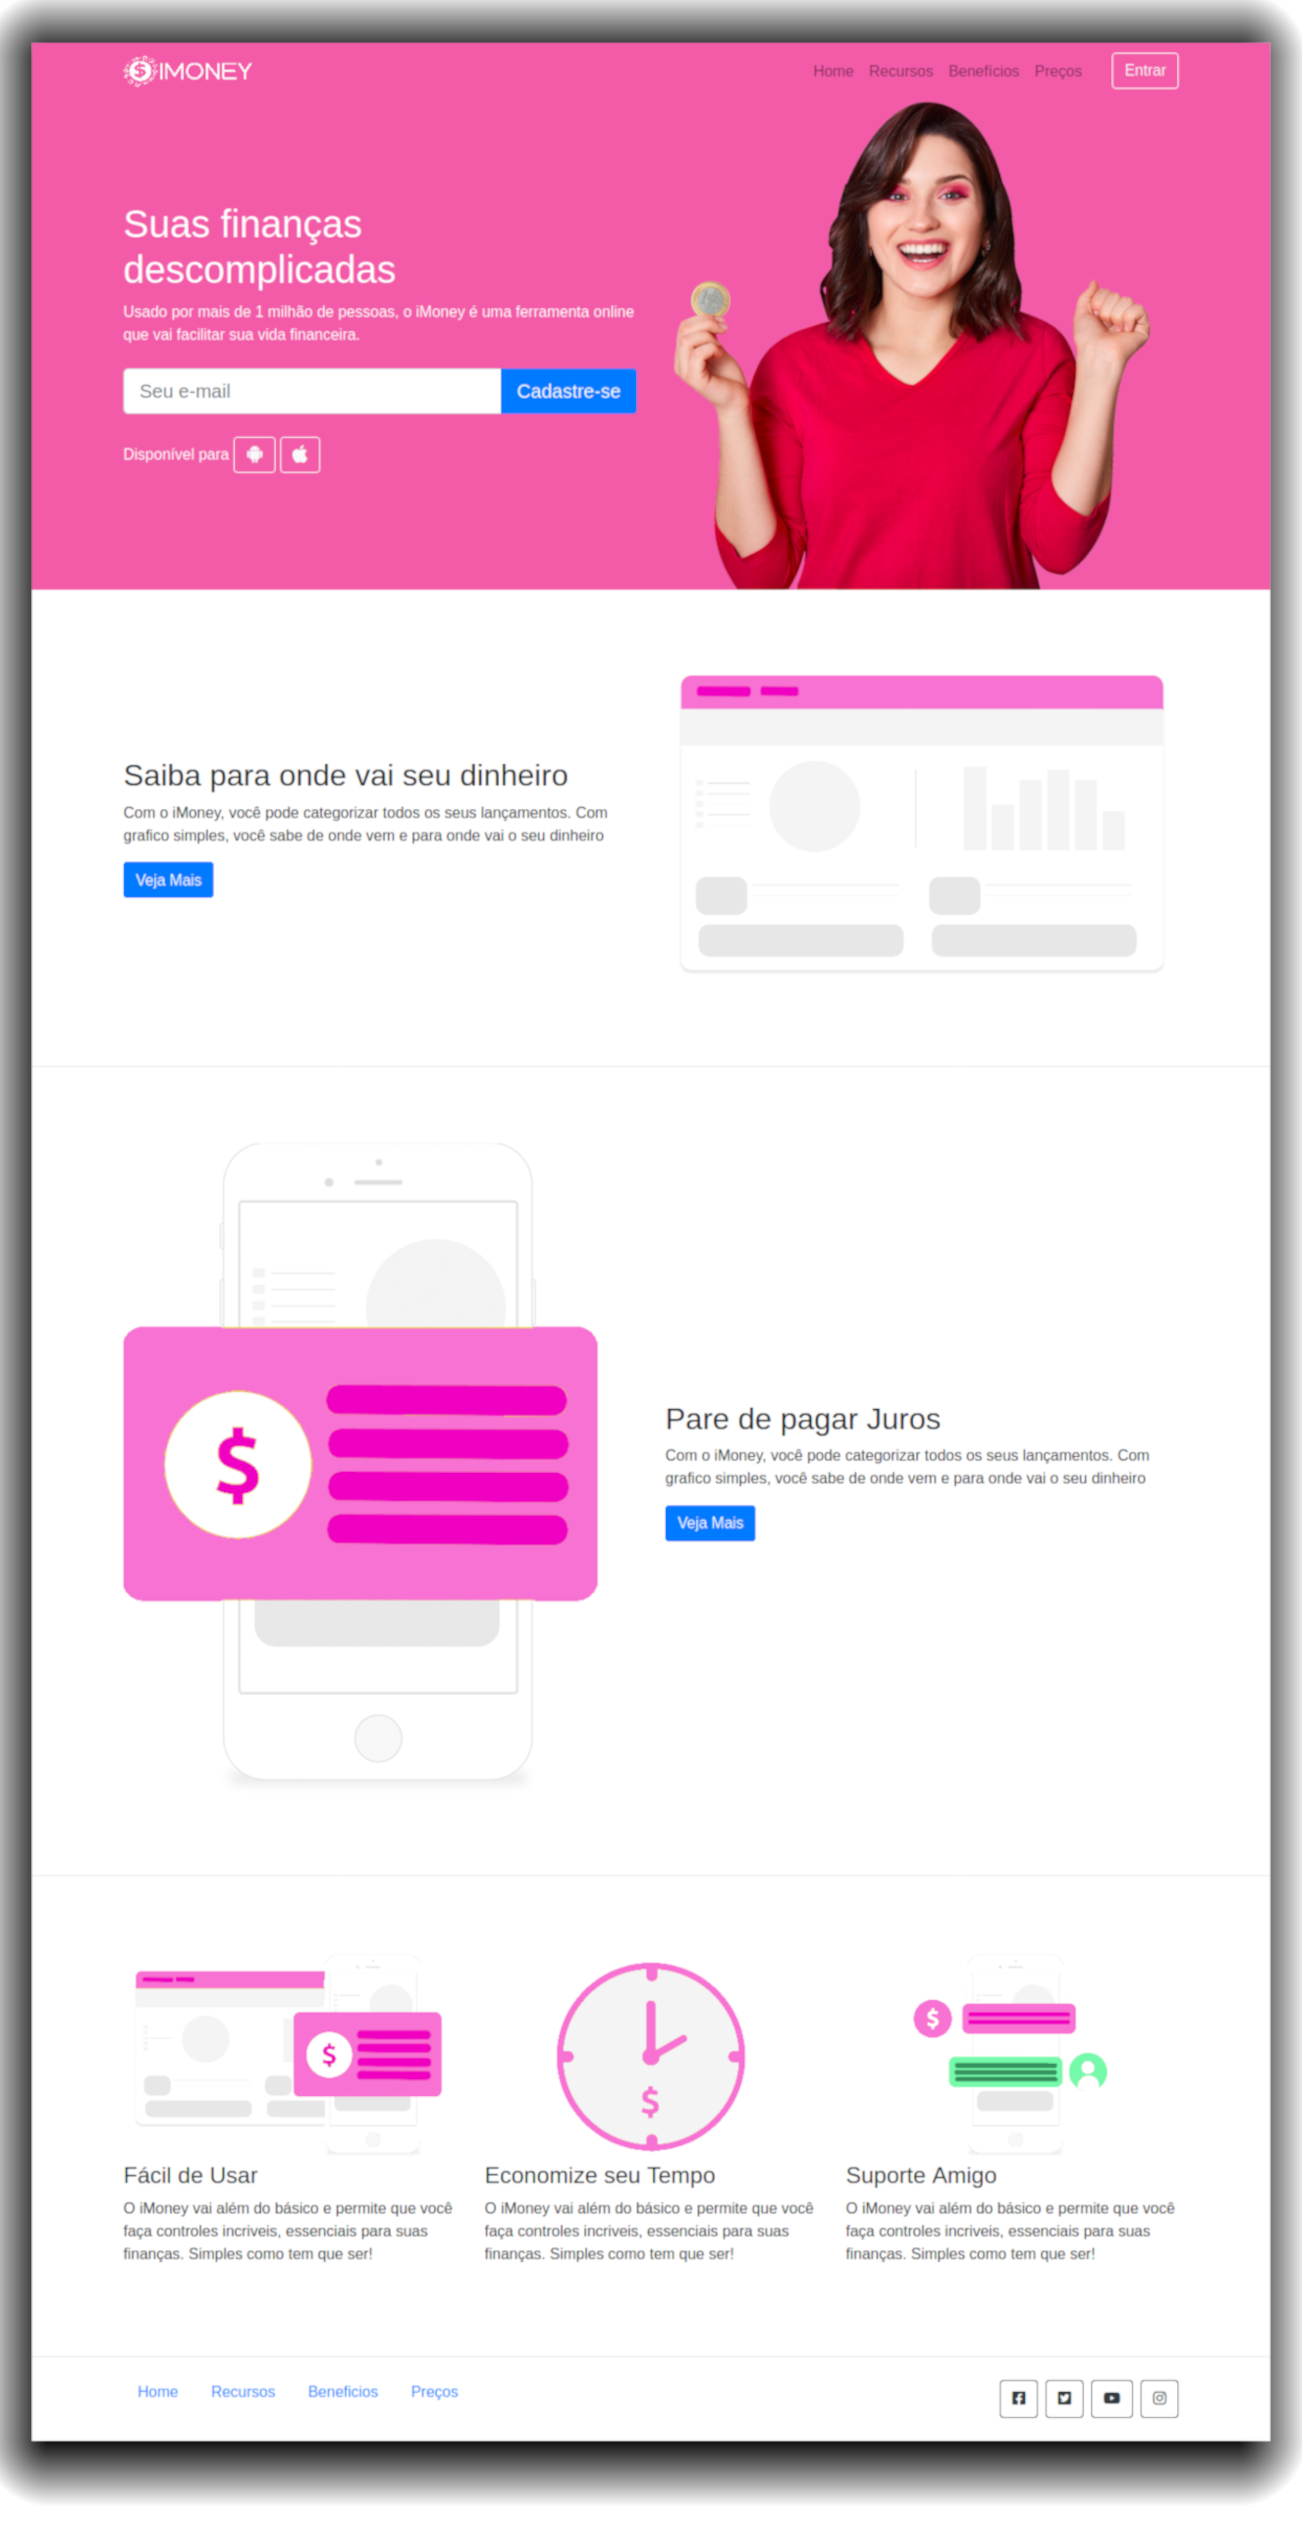 $IMONEY
Home Recursos Benefícios Preços Entrar
Suas finanças
descomplicadas
Usado por mais de 1 milhão de pessoas, o iMoney é uma ferramenta online
que vai facilitar sua vida financeira.
Seu e-mail Cadastre-se
Disponível para
Saiba para onde vai seu dinheiro
Com o iMoney, você pode categorizar todos os seus lançamentos. Com
grafico simples, você sabe de onde vem e para onde vai o seu dinheiro
Veja Mais
$
Pare de pagar Juros
Com o iMoney, você pode categorizar todos os seus lançamentos. Com
grafico simples, você sabe de onde vem e para onde vai o seu dinheiro
Veja Mais
$
$
$
Fácil de Usar
O iMoney vai além do básico e permite que você
faça controles incriveis, essenciais para suas
finanças. Simples como tem que ser!
Economize seu Tempo
O iMoney vai além do básico e permite que você
faça controles incriveis, essenciais para suas
finanças. Simples como tem que ser!
Suporte Amigo
O iMoney vai além do básico e permite que você
faça controles incriveis, essenciais para suas
finanças. Simples como tem que ser!
Home Recursos Beneficios Preços